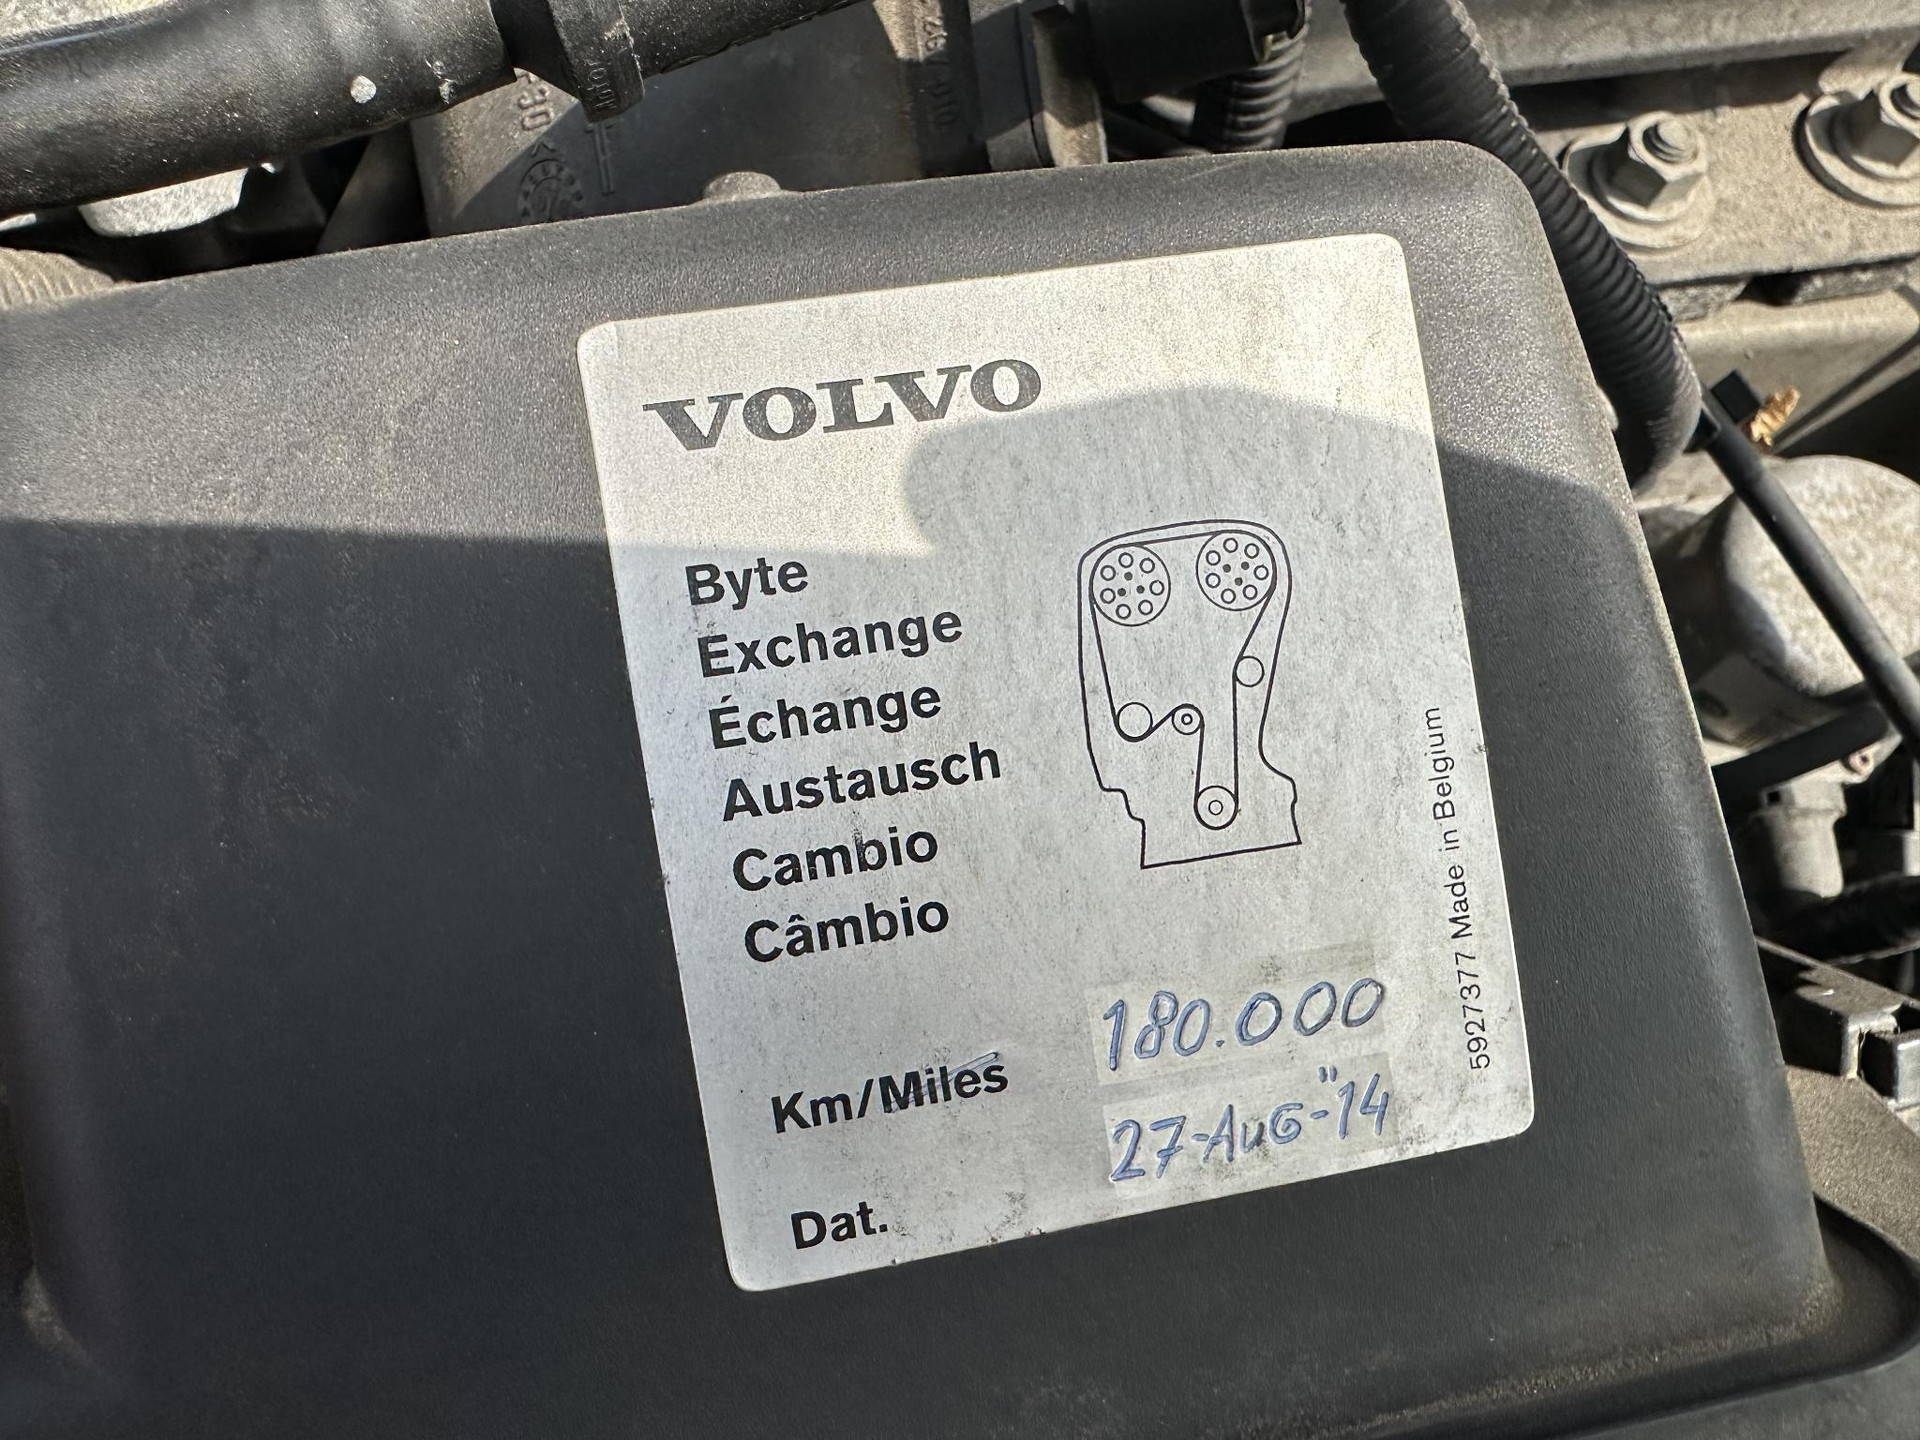 VOLVO
Byte
Exchange
Échange
Austausch
Cambio
Câmbio
Km/Miles 180.000
Dat. 27-AUG-"14
5927377 Made in Belgium